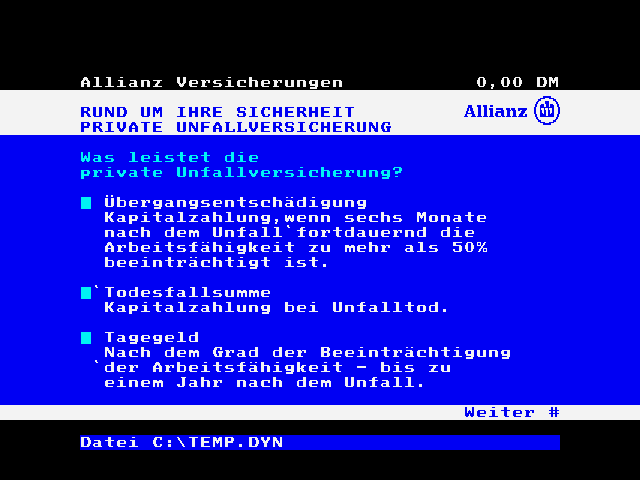 Allianz Versicherungen 0,00 DM
RUND UM IHRE SICHERHEIT Allianz
PRIVATE UNFALLVERSICHERUNG
Was leistet die
private Unfallversicherung?
Übergangsentschädigung
Kapitalzahlung,wenn sechs Monate
nach dem Unfall`fortdauernd die
Arbeitsfähigkeit zu mehr als 50%
beeinträchtigt ist.
`Todesfallsumme
Kapitalzahlung bei Unfalltod.
Tagegeld
Nach dem Grad der Beeinträchtigung
`der Arbeitsfähigkeit - bis zu
einem Jahr nach dem Unfall.
Weiter #
Datei C:\TEMP.DYN